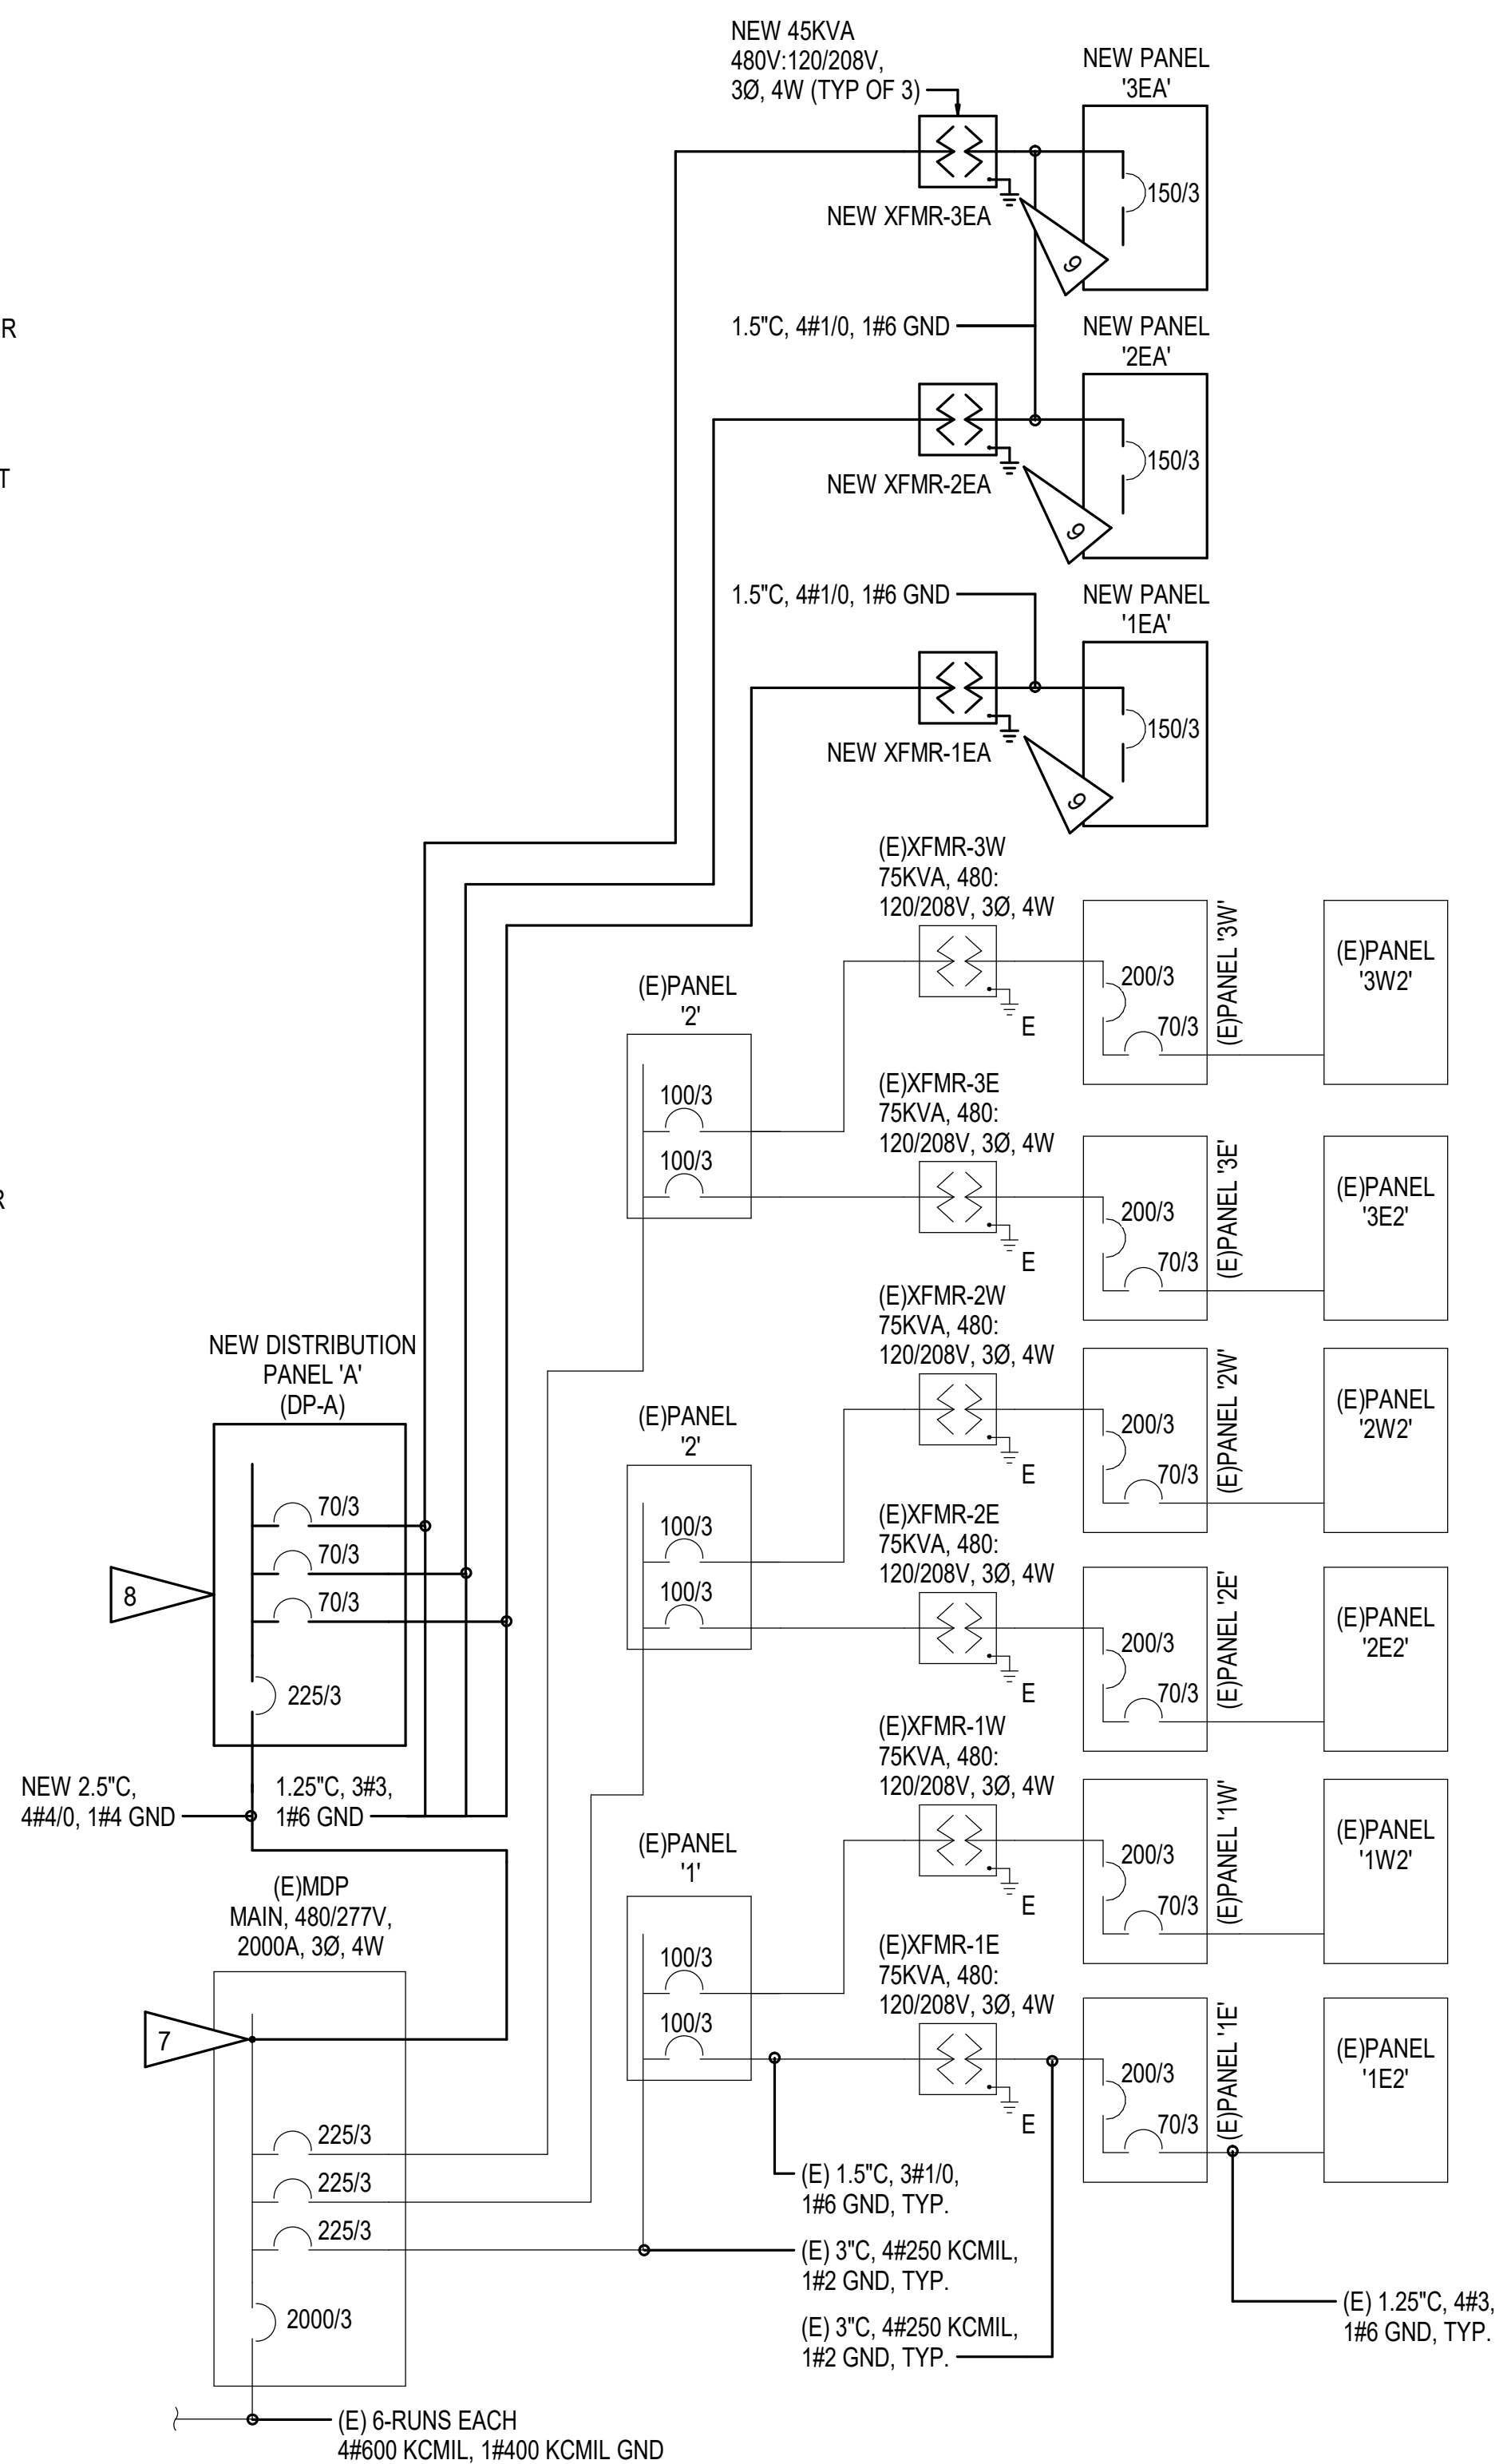 NEW 45KVA
480V:120/208V,
3Ø, 4W (TYP OF 3)
NEW PANEL
'3EA'
150/3
NEW XFMR-3EA
9
R
1.5"C, 4#1/0, 1#6 GND
NEW PANEL
'2EA'
150/3
T
NEW XFMR-2EA
9
1.5"C, 4#1/0, 1#6 GND
NEW PANEL
'1EA'
150/3
NEW XFMR-1EA
9
(E)XFMR-3W
75KVA, 480:
120/208V, 3Ø, 4W
(E)PANEL
'2'
100/3
100/3
E
200/3
70/3
(E)PANEL '3W'
(E)PANEL
'3W2'
(E)XFMR-3E
75KVA, 480:
120/208V, 3Ø, 4W
E
200/3
70/3
(E)PANEL '3E'
(E)PANEL
'3E2'
R
(E)XFMR-2W
75KVA, 480:
120/208V, 3Ø, 4W
E
200/3
70/3
(E)PANEL '2W'
(E)PANEL
'2W2'
NEW DISTRIBUTION
PANEL 'A'
(DP-A)
70/3
70/3
70/3
225/3
8
(E)PANEL
'2'
100/3
100/3
(E)XFMR-2E
75KVA, 480:
120/208V, 3Ø, 4W
E
200/3
70/3
(E)PANEL '2E'
(E)PANEL
'2E2'
NEW 2.5"C,
4#4/0, 1#4 GND
1.25"C, 3#3,
1#6 GND
(E)XFMR-1W
75KVA, 480:
120/208V, 3Ø, 4W
E
200/3
70/3
(E)PANEL '1W'
(E)PANEL
'1W2'
(E)PANEL
'1'
100/3
100/3
(E)XFMR-1E
75KVA, 480:
120/208V, 3Ø, 4W
E
200/3
70/3
(E)PANEL '1E'
(E)PANEL
'1E2'
(E)MDP
MAIN, 480/277V,
2000A, 3Ø, 4W
7
225/3
225/3
225/3
2000/3
(E) 1.5"C, 3#1/0,
1#6 GND, TYP.
(E) 3"C, 4#250 KCMIL,
1#2 GND, TYP.
(E) 3"C, 4#250 KCMIL,
1#2 GND, TYP.
(E) 1.25"C, 4#3,
1#6 GND, TYP.
(E) 6-RUNS EACH
4#600 KCMIL, 1#400 KCMIL GND